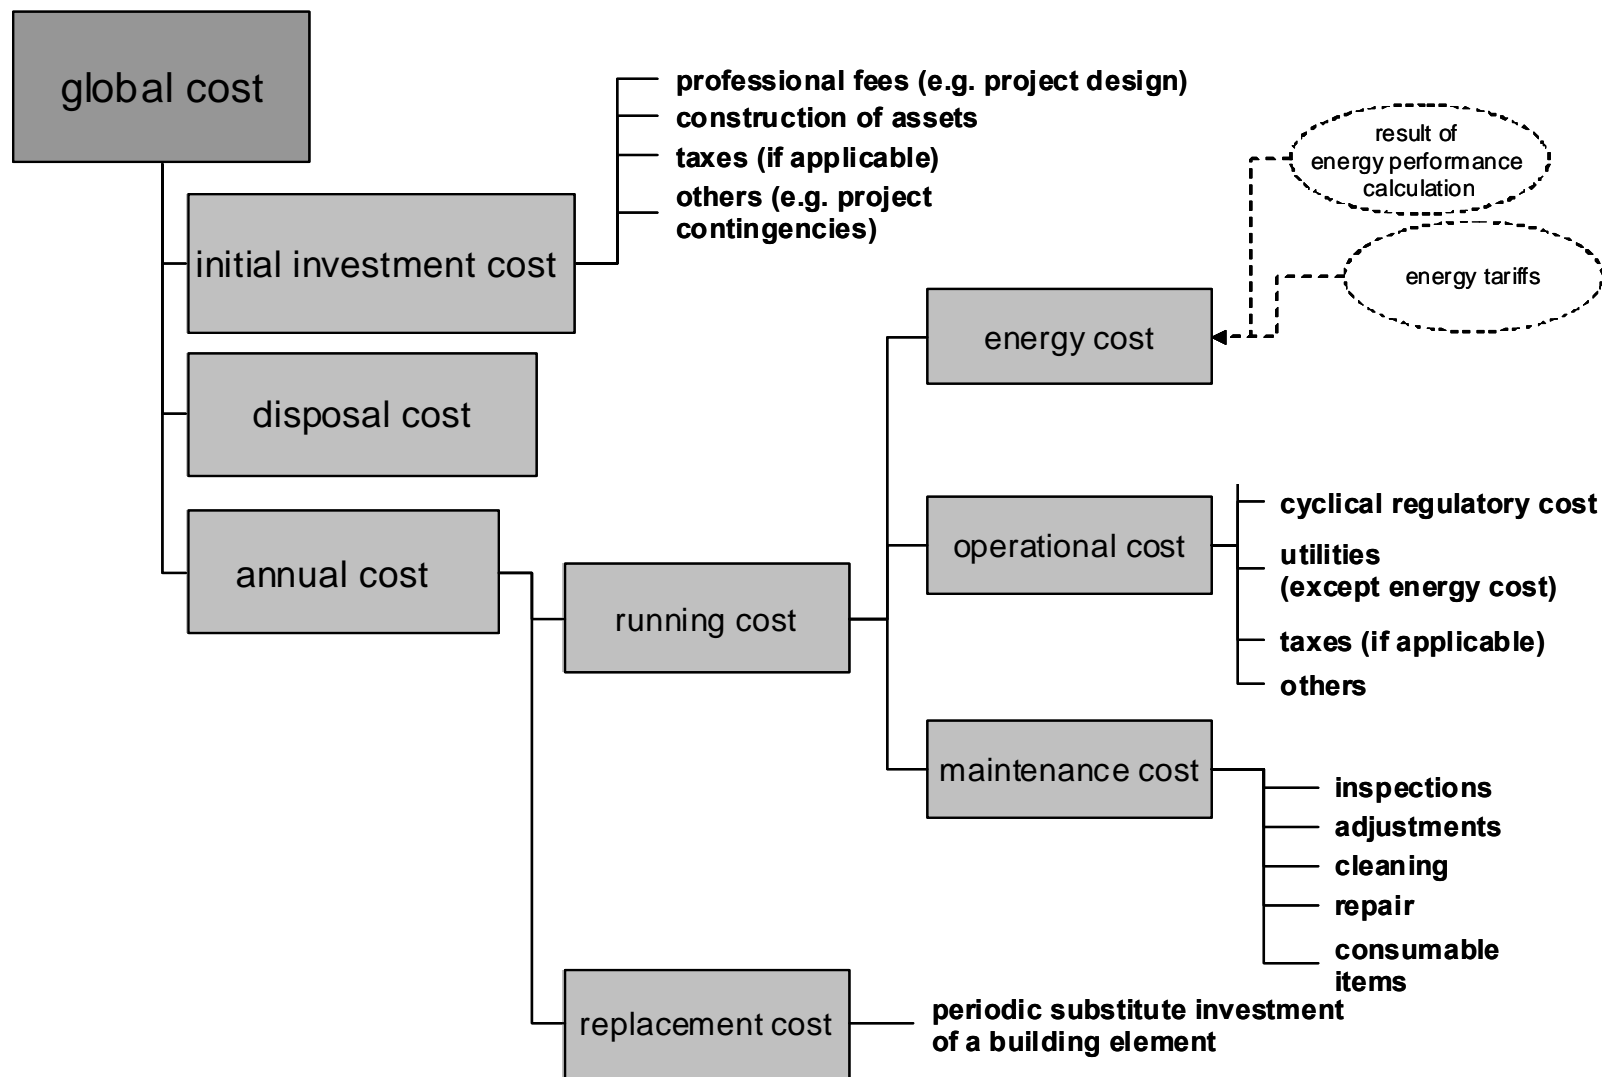 global cost
professional fees (e.g. project design)
construction of assets
taxes (if applicable)
others (e.g. project
contingencies)
initial investment cost
result of
energy performance
calculation
energy tariffs
energy cost
disposal cost
annual cost
running cost
operational cost
cyclical regulatory cost
utilities
(except energy cost)
taxes (if applicable)
others
maintenance cost
inspections
adjustments
cleaning
repair
consumable
items
replacement cost
periodic substitute investment
of a building element